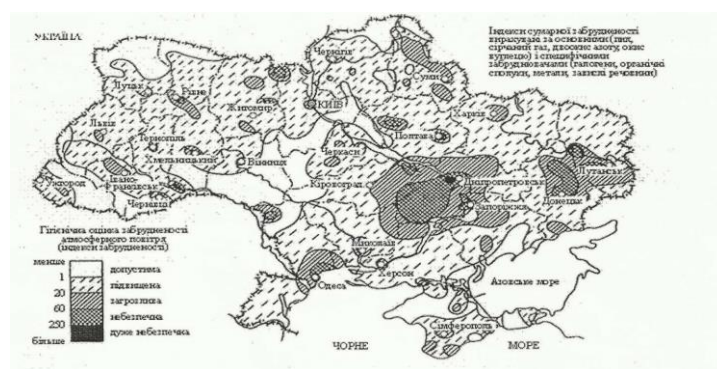 УКРАЇНА
Індекси сумарної забрудненості
вираховані за основними (пил,
сірчаний газ, двоокис азоту, окис
вуглецю) і специфічними
забруднювачами (галогени, органічні
сполуки, метали, завислі речовини)
Чернігів
Суми
Луцьк
Рівне
Житомир
КИЇВ
Харків
Львів
Полтава
Тернопіль
Хмельницький
Вінниця
Черкаси
Луганськ
Ужгород
Івано-
Франківськ
Чернівці
Кіровоград
Дніпропетровськ
Донецьк
Запоріжжя
Гігієнічна оцінка забрудненості
атмосферного повітря
(індекси забрудненості)
Миколаїв
Херсон
Одеса
Азовське море
Сімферополь
менше
допустима
1
підвищена
20
загрозлива
60
небезпечна
250
дуже небезпечна
більше
ЧОРНЕ МОРЕ